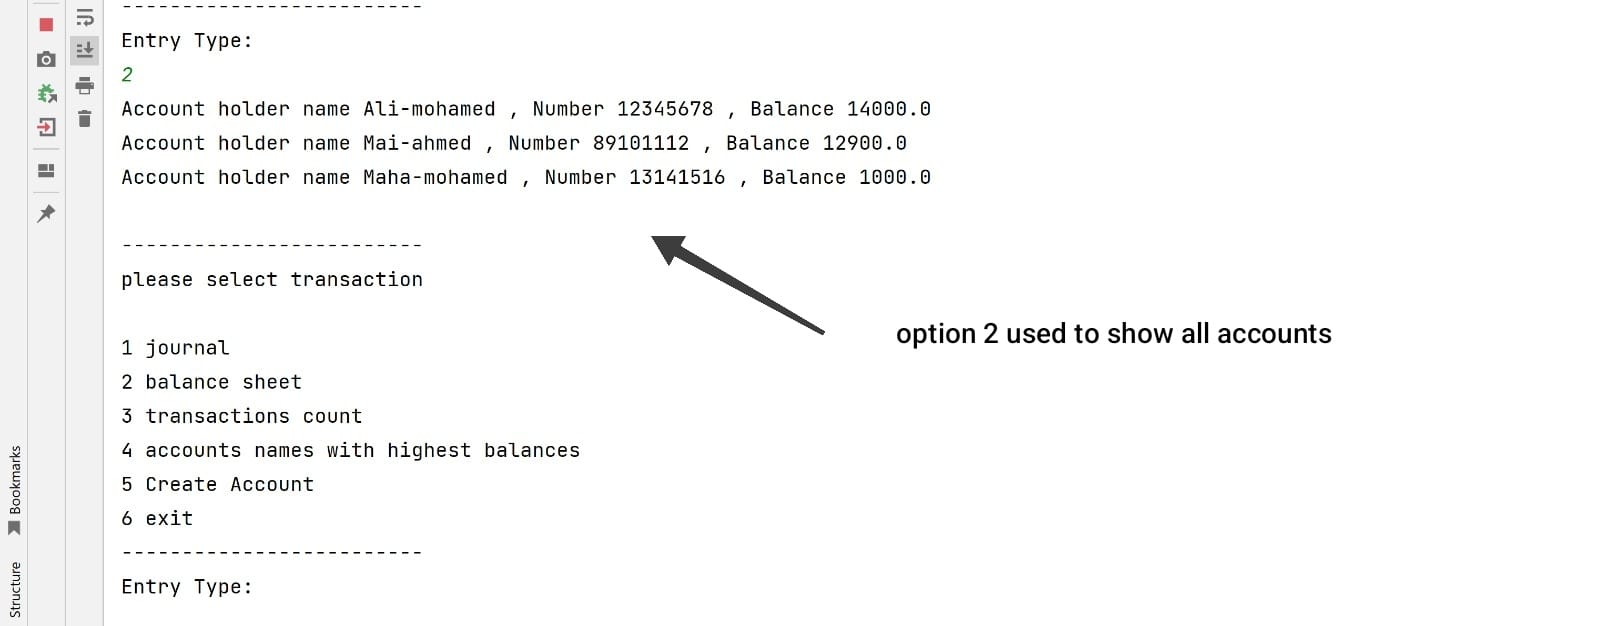 -------------------------
Entry Type:
2
Account holder name Ali-mohamed , Number 12345678 , Balance 14000.0
Account holder name Mai-ahmed , Number 89101112 , Balance 12900.0
Account holder name Maha-mohamed , Number 13141516 , Balance 1000.0
-------------------------
please select transaction
option 2 used to show all accounts
1 journal
2 balance sheet
3 transactions count
4 accounts names with highest balances
5 Create Account
6 exit
-------------------------
Entry Type:
Bookmarks
Structure